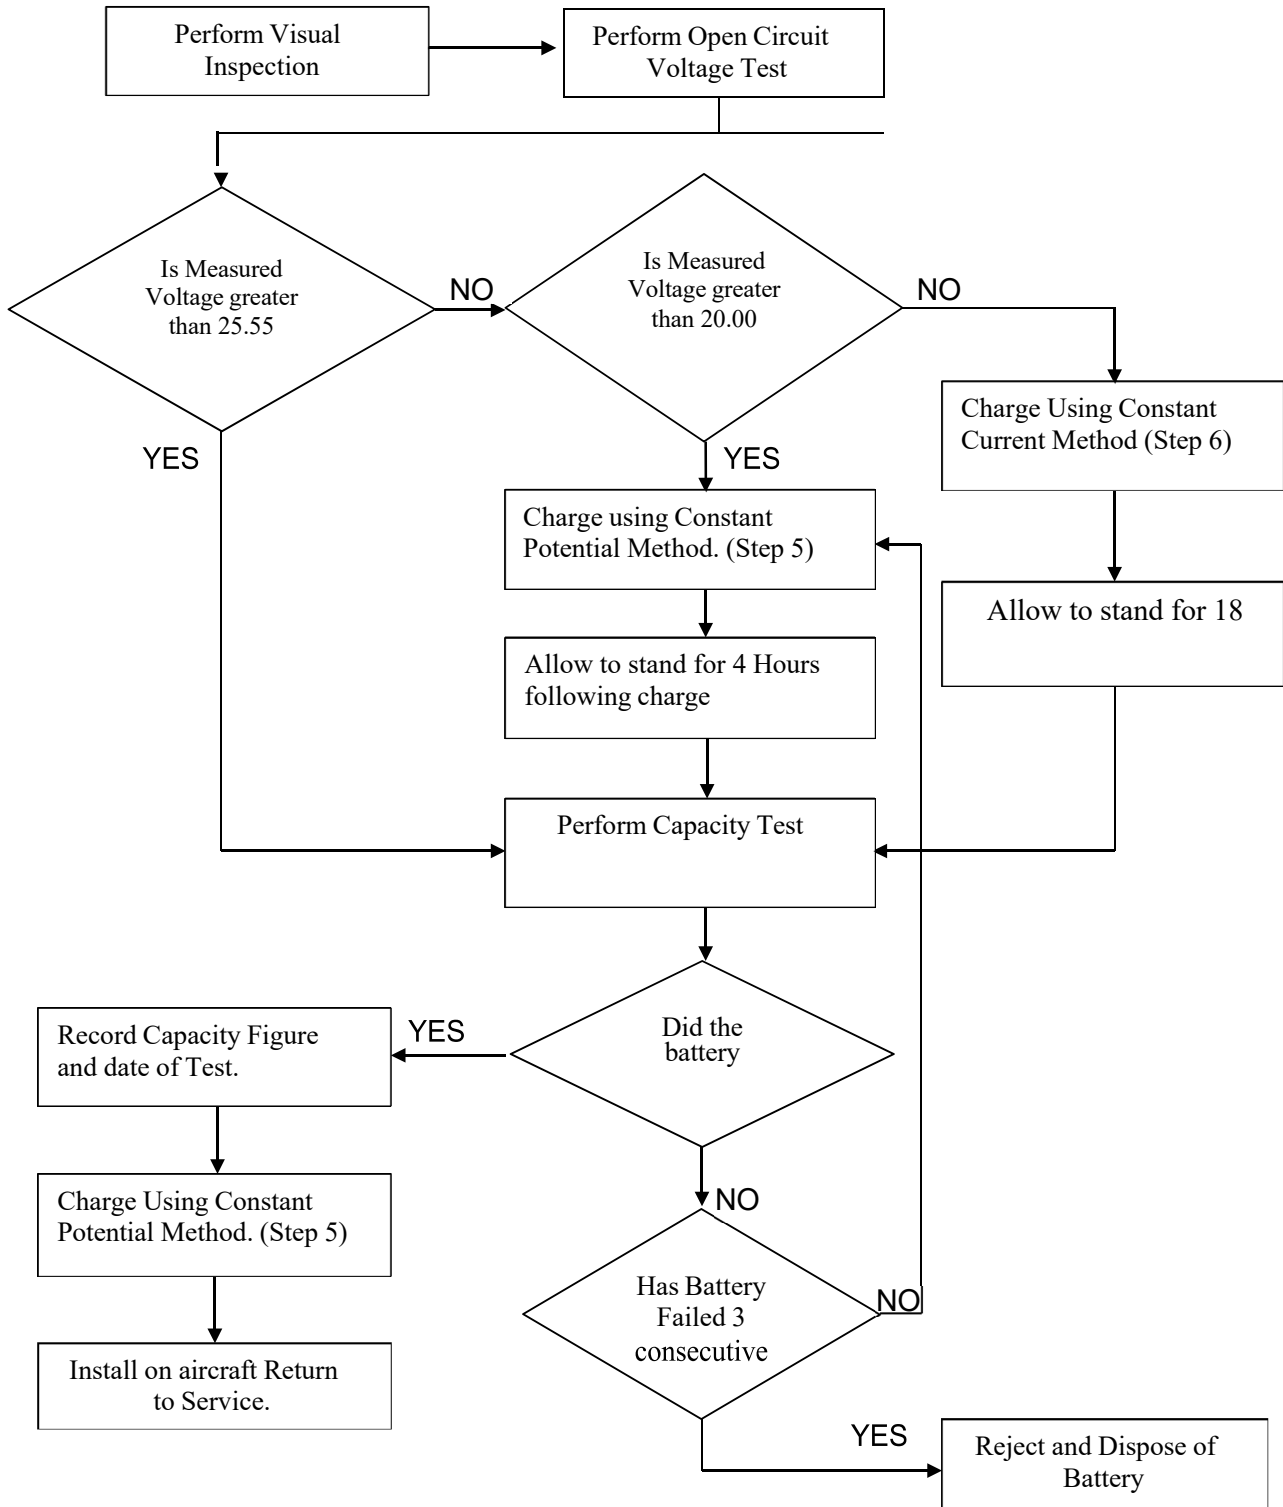 Perform Visual
Inspection
Perform Open Circuit
Voltage Test
Is Measured
Voltage greater
than 25.55
NO
Is Measured
Voltage greater
than 20.00
NO
YES
YES
Charge Using Constant
Current Method (Step 6)
Charge using Constant
Potential Method. (Step 5)
Allow to stand for 18
Allow to stand for 4 Hours
following charge
Perform Capacity Test
Did the
battery
YES
Record Capacity Figure
and date of Test.
NO
Charge Using Constant
Potential Method. (Step 5)
Has Battery
Failed 3
consecutive
NO
Install on aircraft Return
to Service.
YES
Reject and Dispose of
Battery